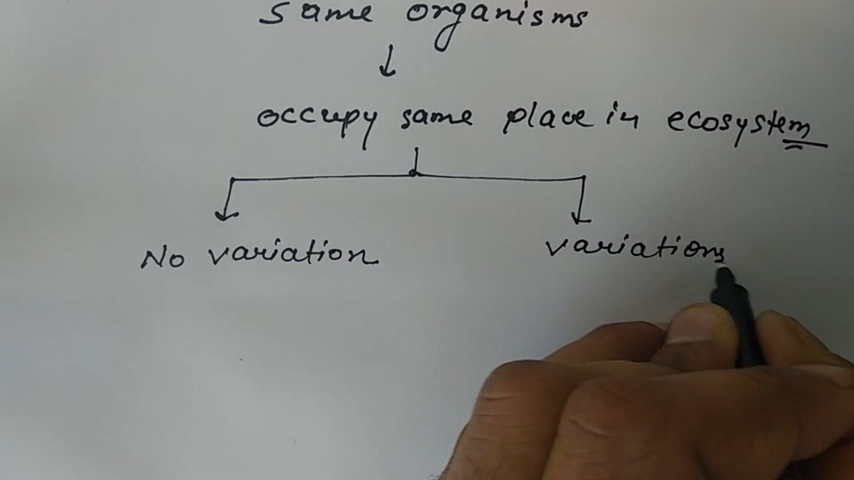 same organisms
occupy same place in ecosystem
No variation variations